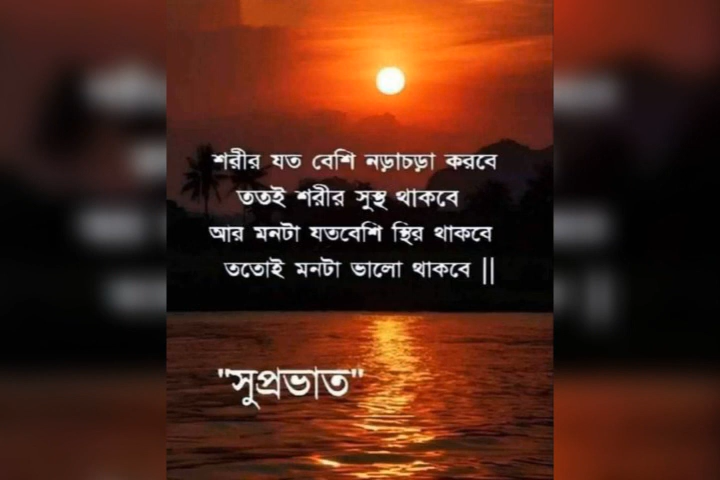 শরীর যত বেশি নড়াচড়া করবে
ততই শরীর সুস্থ থাকবে
আর মনটা যতবেশি স্থির থাকবে
ততোই মনটা ভালো থাকবে ||
"সুপ্রভাত"